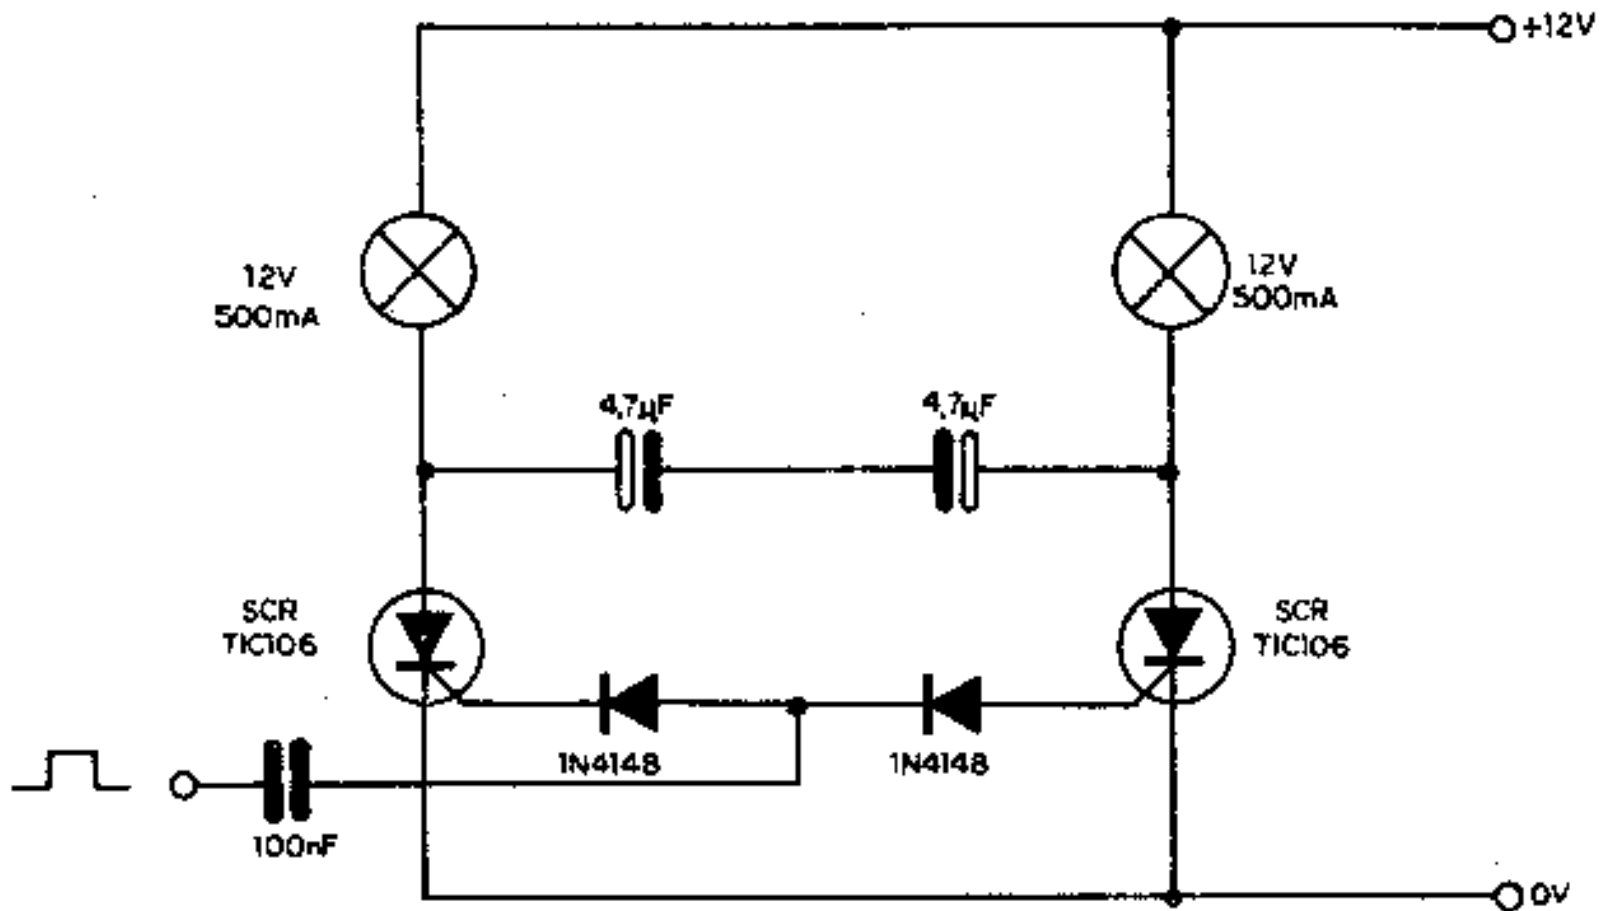 +12V
12V
500mA
12V
500mA
4,7µF
4,7µF
SCR
TIC106
SCR
TIC106
1N4148
1N4148
100nF
0V